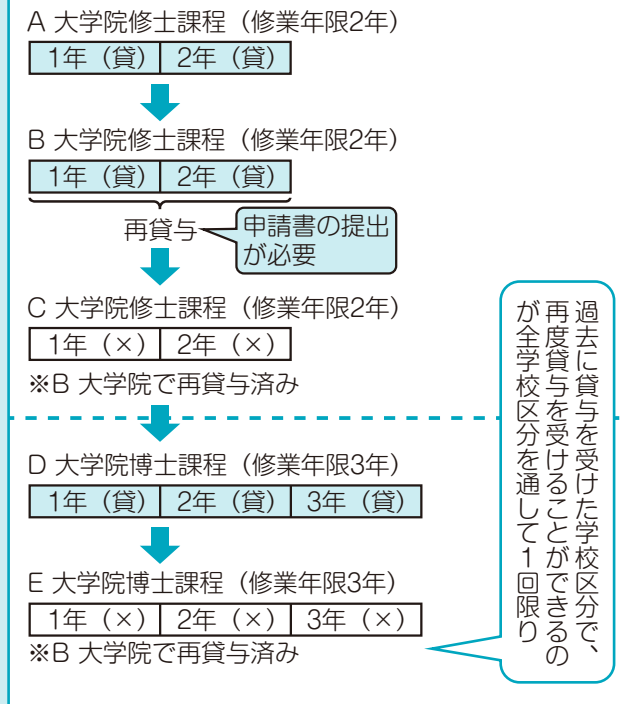 A 大学院修士課程（修業年限2年）
1年（貸） 2年（貸）
B 大学院修士課程（修業年限2年）
1年（貸） 2年（貸）
再貸与
申請書の提出
が必要
C 大学院修士課程（修業年限2年）
1年（×） 2年（×）
※B 大学院で再貸与済み
D 大学院博士課程（修業年限3年）
1年（貸） 2年（貸） 3年（貸）
E 大学院博士課程（修業年限3年）
1年（×） 2年（×） 3年（×）
※B 大学院で再貸与済み
過去に貸与を受けた学校区分で、
再度貸与を受けることができるの
が全学校区分を通して1回限り